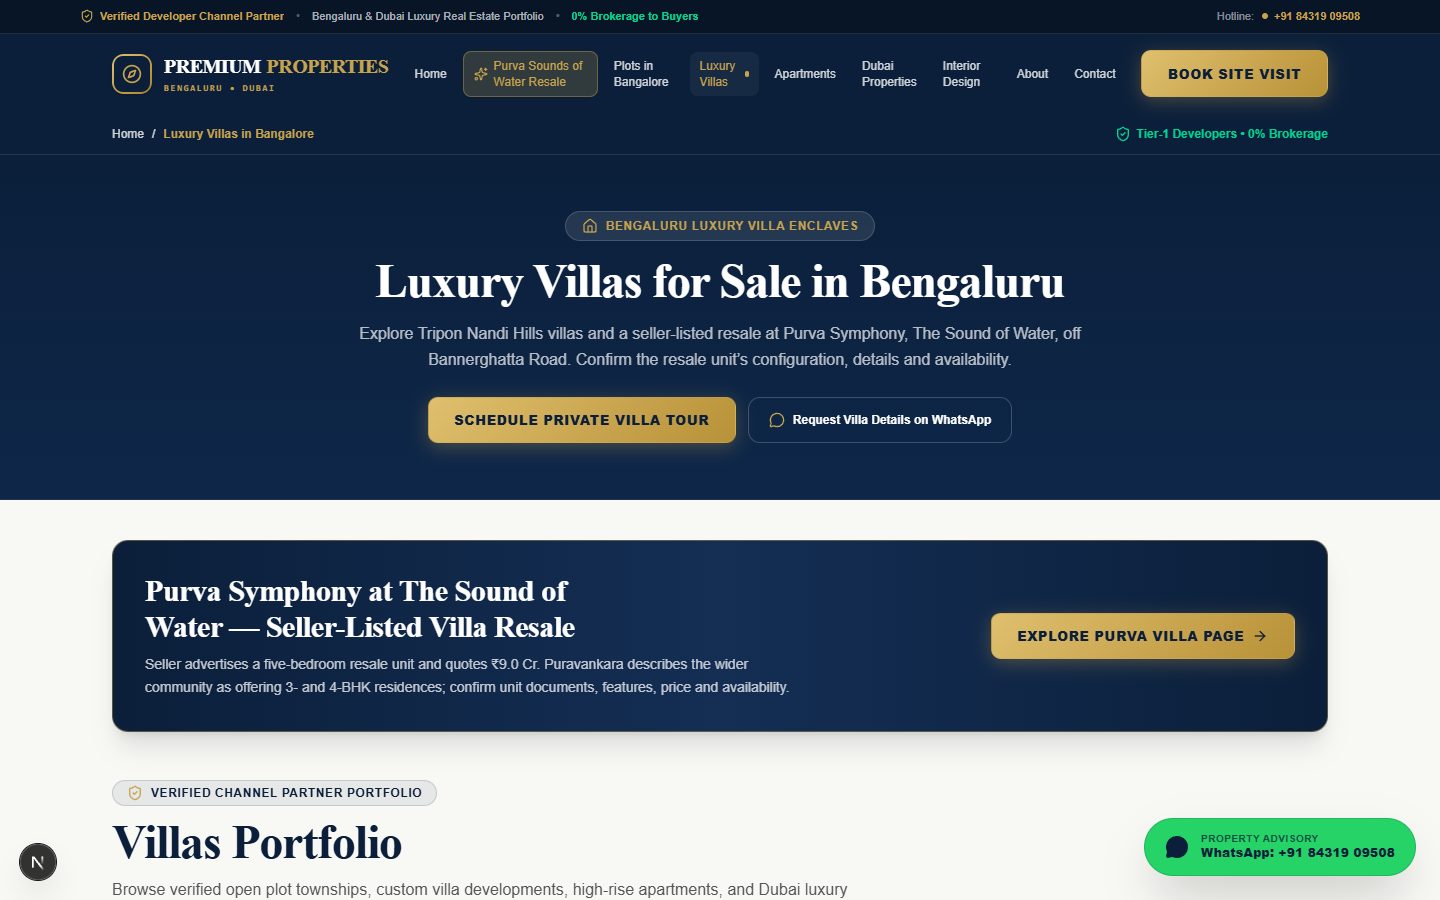 Verified Developer Channel Partner • Bengaluru & Dubai Luxury Real Estate Portfolio • 0% Brokerage to Buyers
Hotline: +91 84319 09508
PREMIUM PROPERTIES
BENGALURU • DUBAI
Home
Purva Sounds of
Water Resale
Plots in
Bangalore
Luxury
Villas
Apartments
Dubai
Properties
Interior
Design
About
Contact
BOOK SITE VISIT
Home / Luxury Villas in Bangalore
Tier-1 Developers • 0% Brokerage
BENGALURU LUXURY VILLA ENCLAVES
Luxury Villas for Sale in Bengaluru
Explore Tripon Nandi Hills villas and a seller-listed resale at Purva Symphony, The Sound of Water, off
Bannerghatta Road. Confirm the resale unit's configuration, details and availability.
SCHEDULE PRIVATE VILLA TOUR
Request Villa Details on WhatsApp
Purva Symphony at The Sound of
Water — Seller-Listed Villa Resale
Seller advertises a five-bedroom resale unit and quotes ₹9.0 Cr. Puravankara describes the wider
community as offering 3- and 4-BHK residences; confirm unit documents, features, price and availability.
EXPLORE PURVA VILLA PAGE
VERIFIED CHANNEL PARTNER PORTFOLIO
Villas Portfolio
Browse verified open plot townships, custom villa developments, high-rise apartments, and Dubai luxury
PROPERTY ADVISORY
WhatsApp: +91 84319 09508
N